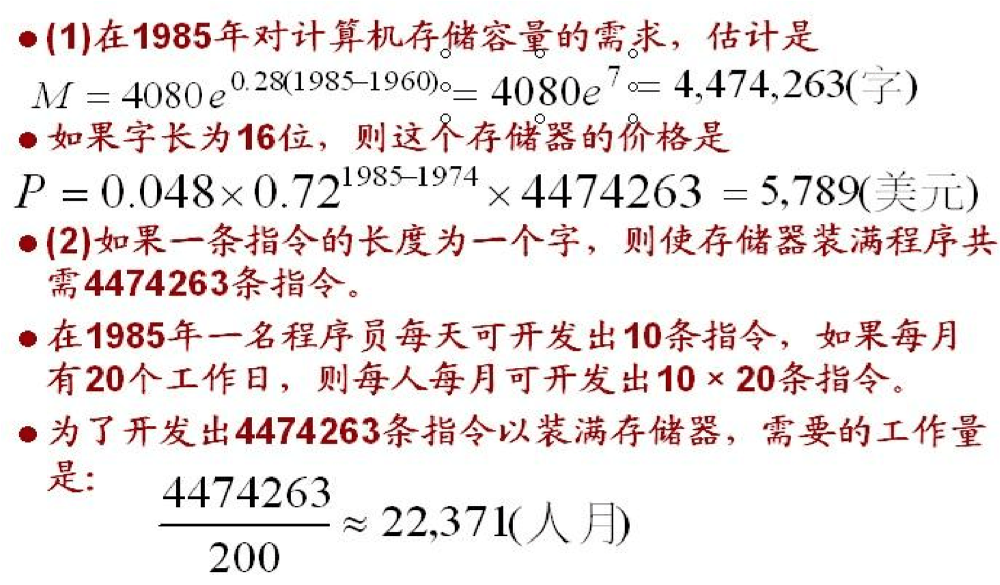 ●(1)在1985年对计算机存储容量的需求，估计是
M = 4080e^{0.28(1985–1960)} = 4080e^7 = 4,474,263(字)
●如果字长为16位，则这个存储器的价格是
P = 0.048×0.72^{1985–1974}×4474263 = 5,789(美元)
●(2)如果一条指令的长度为一个字，则使存储器装满程序共
需4474263条指令。
●在1985年一名程序员每天可开发出10条指令，如果每月
有20个工作日，则每人每月可开发出10 × 20条指令。
●为了开发出4474263条指令以装满存储器，需要的工作量
是:
4474263
≈ 22,371(人月)
200